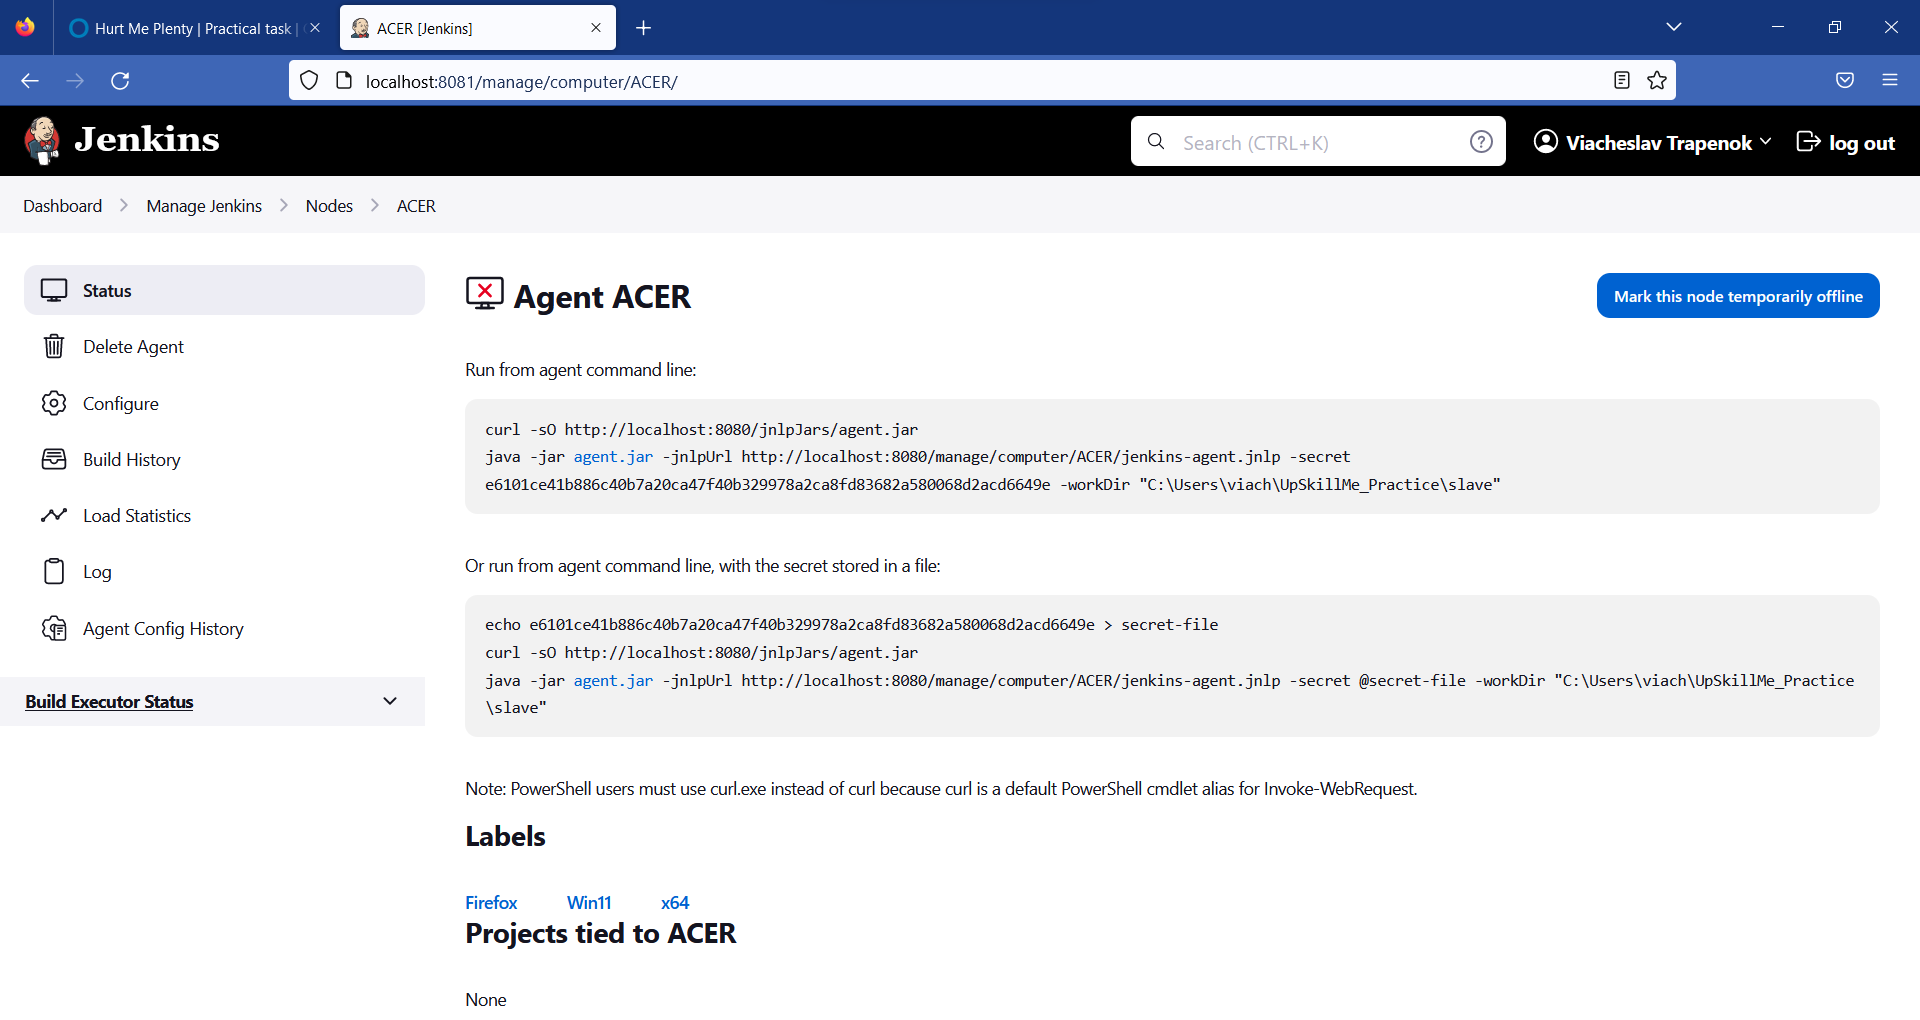 Hurt Me Plenty | Practical task |
ACER [Jenkins]
localhost:8081/manage/computer/ACER/
Jenkins
Search (CTRL+K)
Viacheslav Trapenok
log out
Dashboard
Manage Jenkins
Nodes
ACER
Status
Delete Agent
Configure
Build History
Load Statistics
Log
Agent Config History
Build Executor Status
Agent ACER
Mark this node temporarily offline
Run from agent command line:
curl -sO http://localhost:8080/jnlpJars/agent.jar
java -jar agent.jar -jnlpUrl http://localhost:8080/manage/computer/ACER/jenkins-agent.jnlp -secret
e6101ce41b886c40b7a20ca47f40b329978a2ca8fd83682a580068d2acd6649e -workDir "C:\Users\viach\UpSkillMe_Practice\slave"
Or run from agent command line, with the secret stored in a file:
echo e6101ce41b886c40b7a20ca47f40b329978a2ca8fd83682a580068d2acd6649e > secret-file
curl -sO http://localhost:8080/jnlpJars/agent.jar
java -jar agent.jar -jnlpUrl http://localhost:8080/manage/computer/ACER/jenkins-agent.jnlp -secret @secret-file -workDir "C:\Users\viach\UpSkillMe_Practice
\slave"
Note: PowerShell users must use curl.exe instead of curl because curl is a default PowerShell cmdlet alias for Invoke-WebRequest.
Labels
Firefox Win11 x64
Projects tied to ACER
None